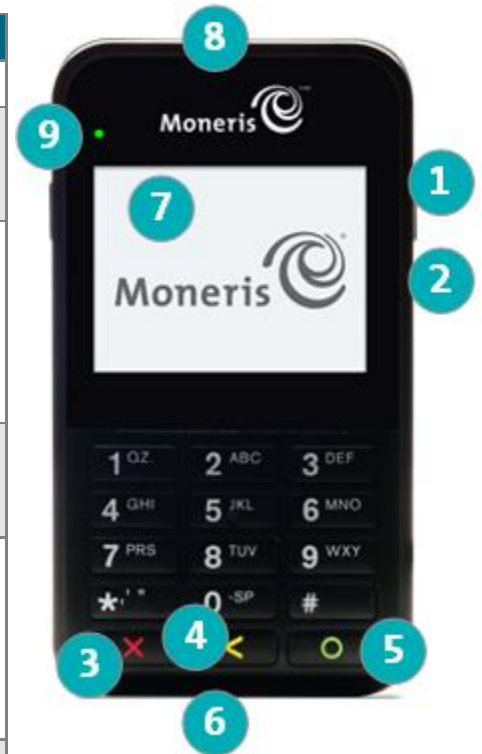 8
9
Moneris
1
7
2
Moneris
1 QZ. 2 ABC 3 DEF
4 GHI 5 JKL 6 MNO
7 PRS 8 TUV 9 WXY
*,' " 0 -SP #
3 4 < 5
6